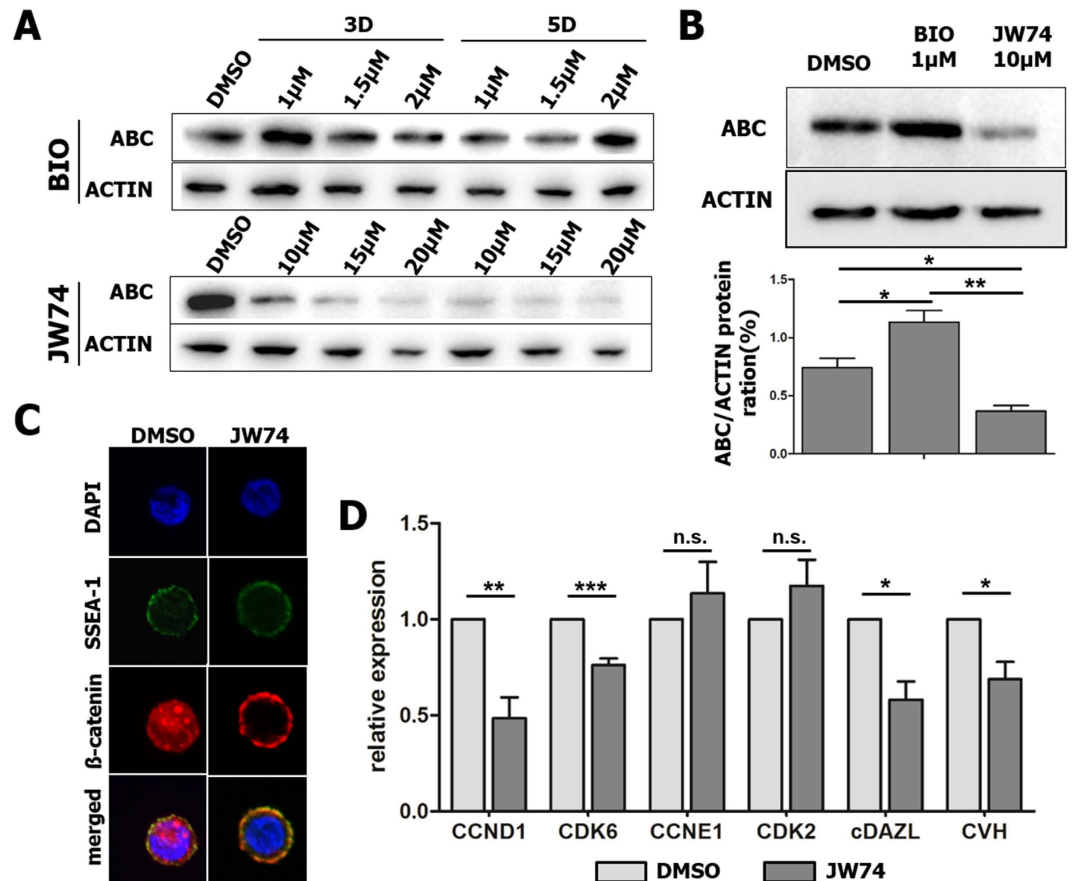 A
3D
5D
DMSO
1µM
1.5µM
2µM
1µM
1.5µM
2µM
BIO
ABC
ACTIN
DMSO
10µM
15µM
20µM
10µM
15µM
20µM
JW74
ABC
ACTIN
B
DMSO
BIO
1µM
JW74
10µM
ABC
ACTIN
*
*
**
ABC/ACTIN protein
ration(%)
1.5
1.0
0.5
0.0
C
DMSO
JW74
DAPI
SSEA-1
ß-catenin
merged
D
relative expression
1.5
1.0
0.5
0.0
**
***
n.s.
n.s.
*
*
CCND1
CDK6
CCNE1
CDK2
cDAZL
CVH
DMSO
JW74